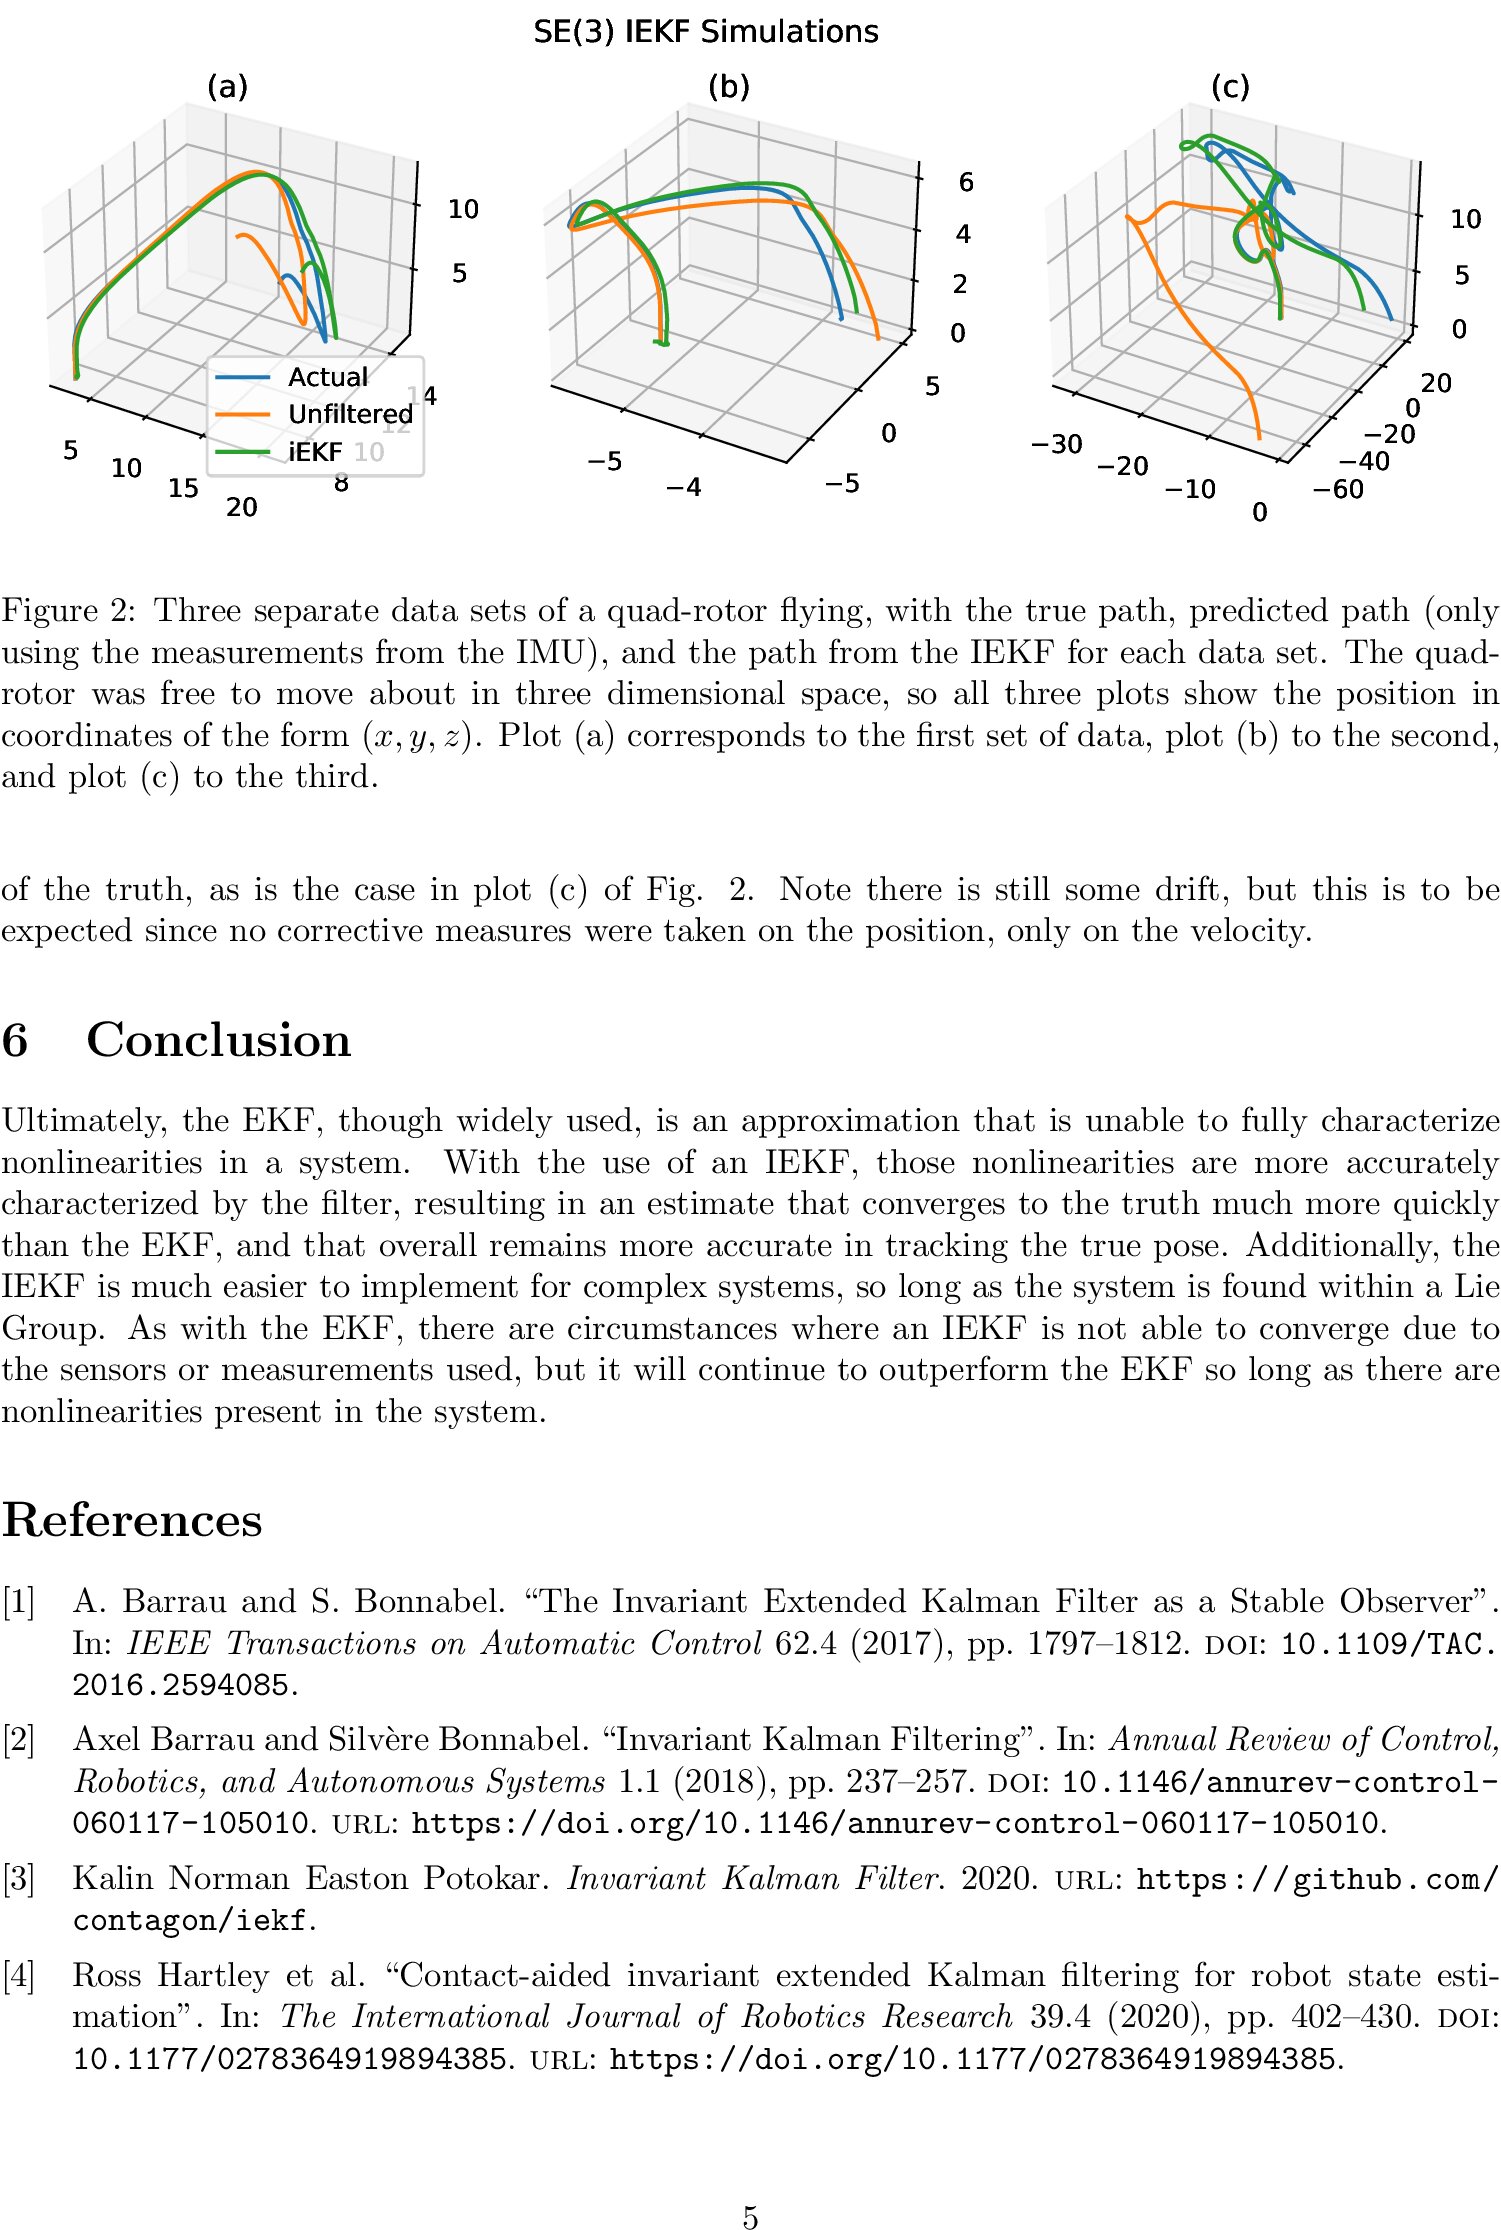 SE(3) IEKF Simulations
(a)
(b)
(c)
10
5
Actual
Unfiltered
iEKF
14
12
10
8
5
10
15
20
6
4
2
0
5
0
−5
−5
−4
10
5
0
20
0
−20
−40
−60
−30
−20
−10
0
Figure 2: Three separate data sets of a quad-rotor flying, with the true path, predicted path (only
using the measurements from the IMU), and the path from the IEKF for each data set. The quad-
rotor was free to move about in three dimensional space, so all three plots show the position in
coordinates of the form (x, y, z). Plot (a) corresponds to the first set of data, plot (b) to the second,
and plot (c) to the third.
of the truth, as is the case in plot (c) of Fig. 2. Note there is still some drift, but this is to be
expected since no corrective measures were taken on the position, only on the velocity.
6 Conclusion
Ultimately, the EKF, though widely used, is an approximation that is unable to fully characterize
nonlinearities in a system. With the use of an IEKF, those nonlinearities are more accurately
characterized by the filter, resulting in an estimate that converges to the truth much more quickly
than the EKF, and that overall remains more accurate in tracking the true pose. Additionally, the
IEKF is much easier to implement for complex systems, so long as the system is found within a Lie
Group. As with the EKF, there are circumstances where an IEKF is not able to converge due to
the sensors or measurements used, but it will continue to outperform the EKF so long as there are
nonlinearities present in the system.
References
[1] A. Barrau and S. Bonnabel. “The Invariant Extended Kalman Filter as a Stable Observer”.
In: IEEE Transactions on Automatic Control 62.4 (2017), pp. 1797–1812. DOI: 10.1109/TAC.
2016.2594085.
[2] Axel Barrau and Silvère Bonnabel. “Invariant Kalman Filtering”. In: Annual Review of Control,
Robotics, and Autonomous Systems 1.1 (2018), pp. 237–257. DOI: 10.1146/annurev-control-
060117-105010. URL: https://doi.org/10.1146/annurev-control-060117-105010.
[3] Kalin Norman Easton Potokar. Invariant Kalman Filter. 2020. URL: https://github.com/
contagon/iekf.
[4] Ross Hartley et al. “Contact-aided invariant extended Kalman filtering for robot state esti-
mation”. In: The International Journal of Robotics Research 39.4 (2020), pp. 402–430. DOI:
10.1177/0278364919894385. URL: https://doi.org/10.1177/0278364919894385.
5